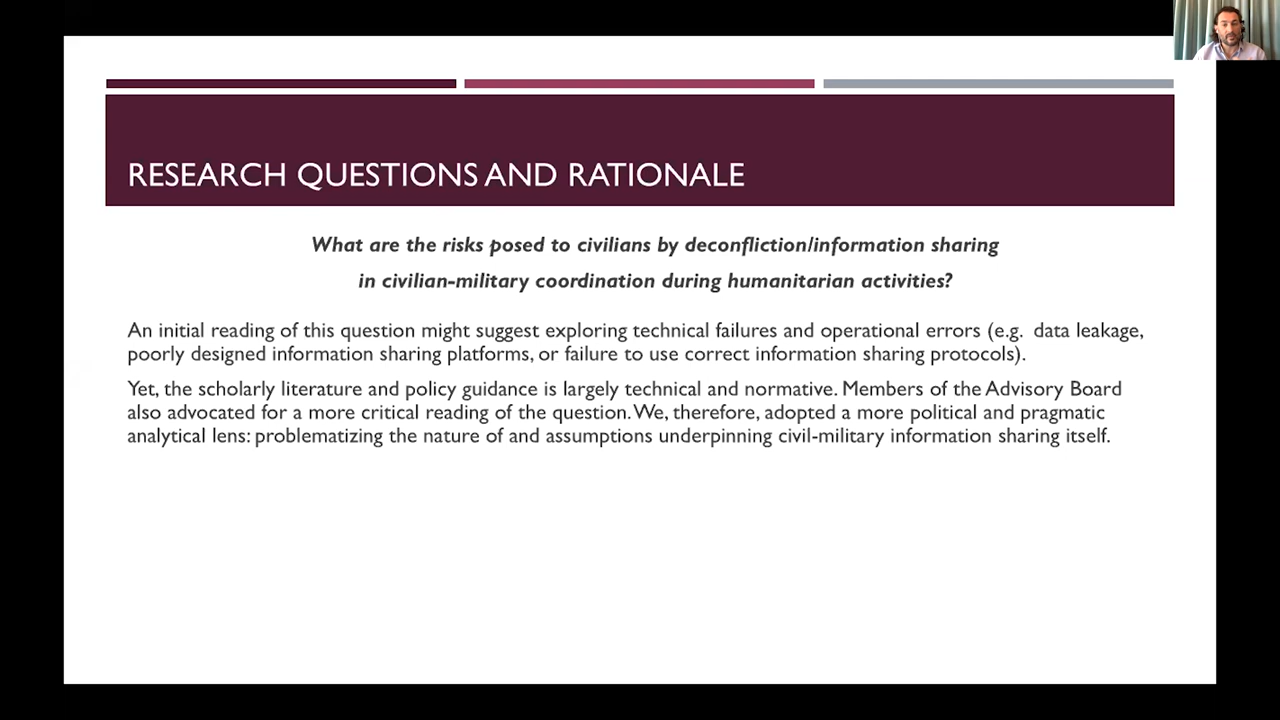 RESEARCH QUESTIONS AND RATIONALE
What are the risks posed to civilians by deconfliction/information sharing
in civilian-military coordination during humanitarian activities?
An initial reading of this question might suggest exploring technical failures and operational errors (e.g. data leakage,
poorly designed information sharing platforms, or failure to use correct information sharing protocols).
Yet, the scholarly literature and policy guidance is largely technical and normative. Members of the Advisory Board
also advocated for a more critical reading of the question. We, therefore, adopted a more political and pragmatic
analytical lens: problematizing the nature of and assumptions underpinning civil-military information sharing itself.